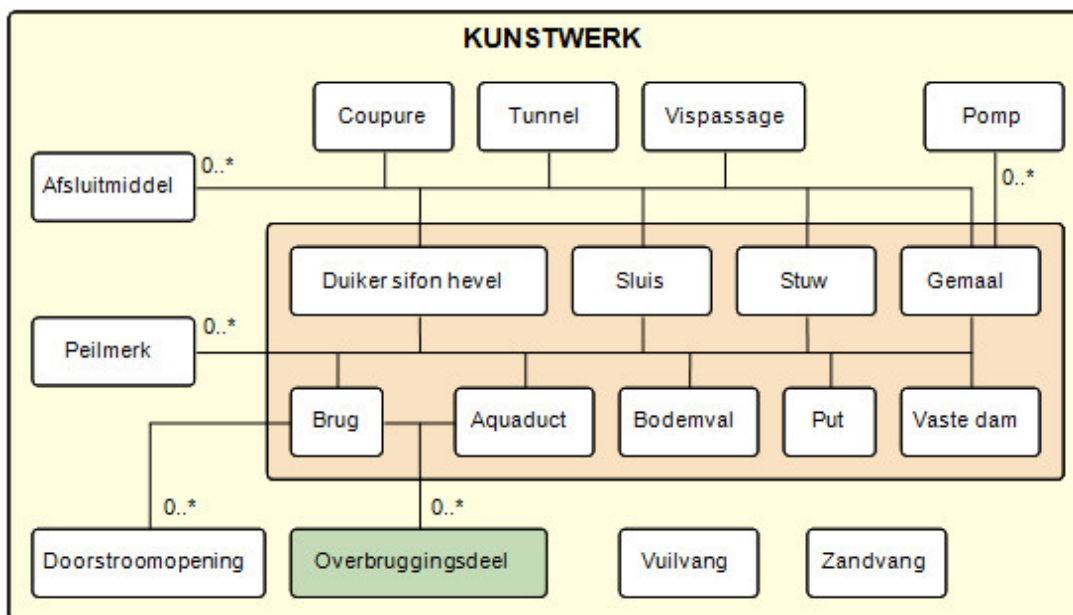 KUNSTWERK
Coupure
Tunnel
Vispassage
Pomp
Afsluitmiddel
0..*
0..*
Duiker sifon hevel
Sluis
Stuw
Gemaal
Peilmerk
0..*
Brug
Aquaduct
Bodemval
Put
Vaste dam
0..*
0..*
Doorstroomopening
Overbruggingsdeel
Vuilvang
Zandvang